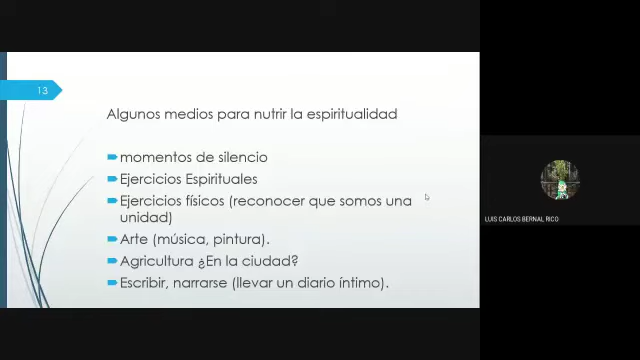 13
Algunos medios para nutrir la espiritualidad
momentos de silencio
Ejercicios Espirituales
Ejercicios físicos (reconocer que somos una
unidad)
Arte (música, pintura).
Agricultura ¿En la ciudad?
Escribir, narrarse (llevar un diario íntimo).
LUIS CARLOS BERNAL RICO